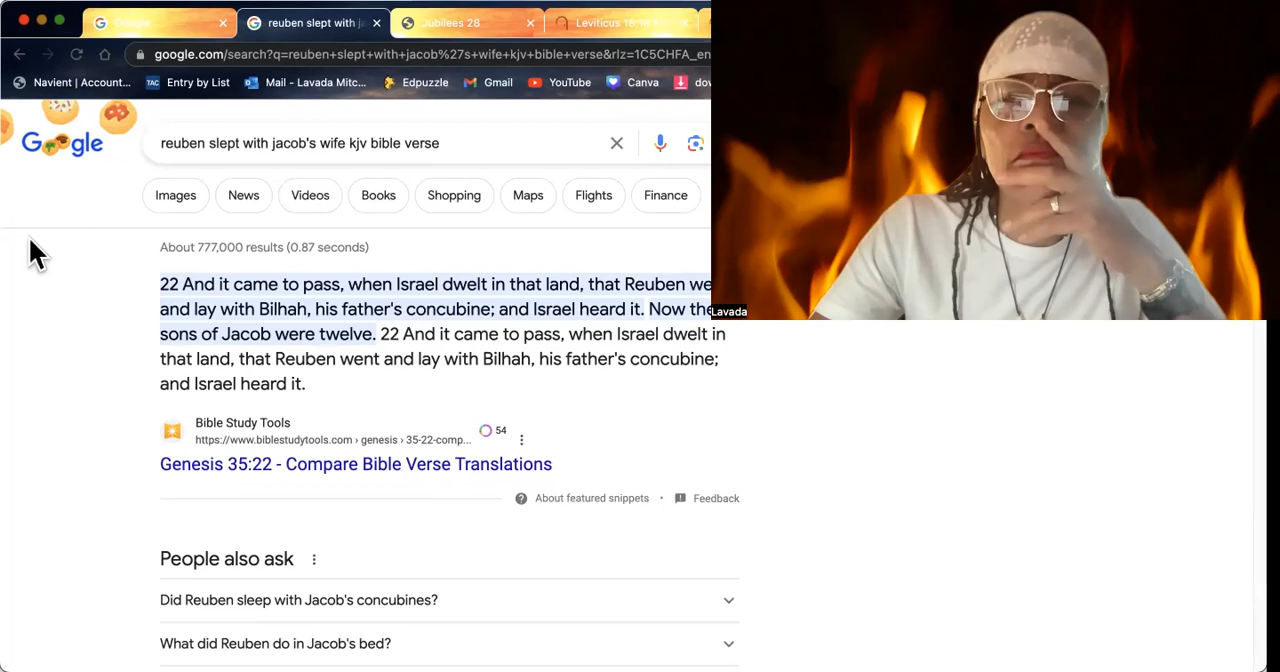 Google
reuben slept with j
Jubilees 28
Leviticus 18
google.com/search?q=reuben+slept+with+jacob%27s+wife+kjv+bible+verse&rlz=1C5CHFA_en
Navient | Account... TAC Entry by List Mail - Lavada Mitc... Edpuzzle Gmail YouTube Canva
Google
reuben slept with jacob's wife kjv bible verse
Images News Videos Books Shopping Maps Flights Finance
About 777,000 results (0.87 seconds)
22 And it came to pass, when Israel dwelt in that land, that Reuben we
and lay with Bilhah, his father's concubine; and Israel heard it. Now the
Lavada
sons of Jacob were twelve. 22 And it came to pass, when Israel dwelt in
that land, that Reuben went and lay with Bilhah, his father's concubine;
and Israel heard it.
Bible Study Tools
https://www.biblestudytools.com › genesis › 35-22-comp...
54
Genesis 35:22 - Compare Bible Verse Translations
About featured snippets • Feedback
People also ask
Did Reuben sleep with Jacob's concubines?
What did Reuben do in Jacob's bed?